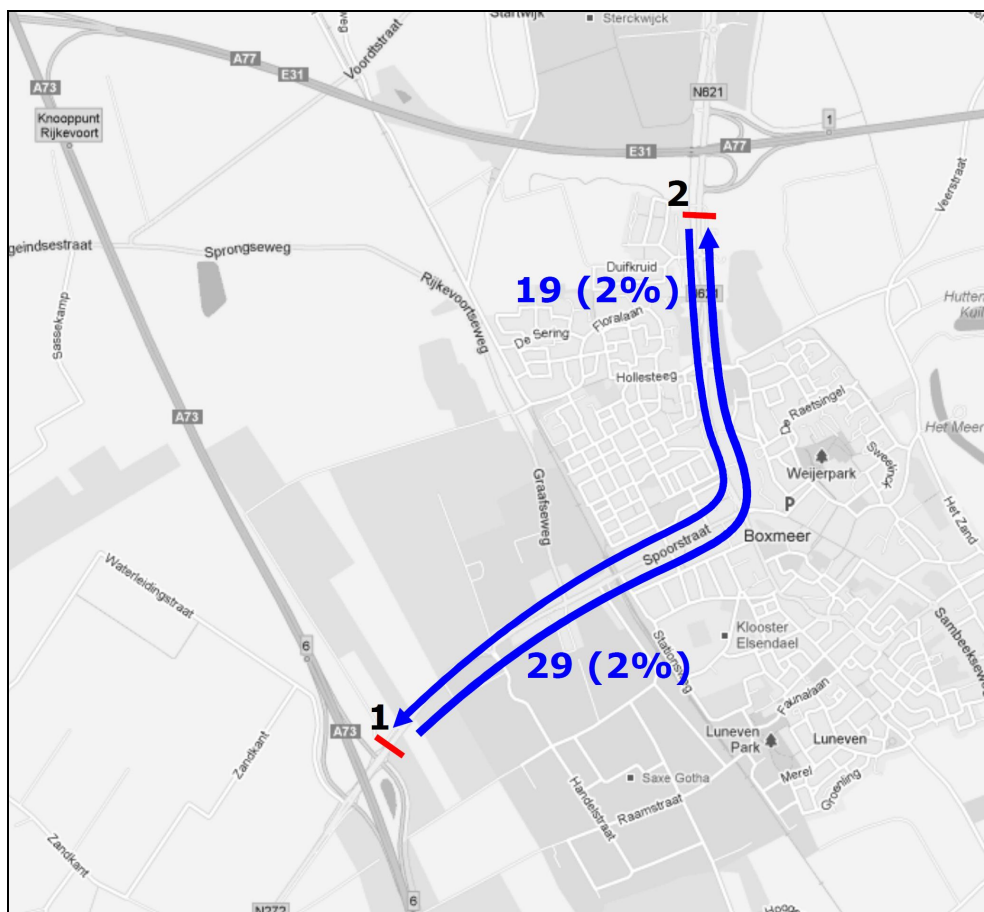 Startwijk
Sterckwijck
Voordtstraat
A77
E31
A73
N621
Knooppunt
Rijkevoort
1
E31
A77
Veerstraat
2
geindsestraat
Sprongseweg
Duifkruid
Rijkevoortseweg
19 (2%)
N621
Sassekamp
De Sering
Floralaan
Hollesteeg
De Raetsingel
A73
Het Meer
Sweelinck
Weijerpark
Graafseweg
P
Het Zand
Spoorstraat
Boxmeer
Waterleidingstraat
Klooster
Elsendael
Sambeekseweg
6
Stationsweg
29 (2%)
Faunalaan
1
A73
Luneven
Park
Luneven
Zandkant
Saxe Gotha
Merel
Groenling
Handelstraat
Raamstraat
Zandkant
6
N272